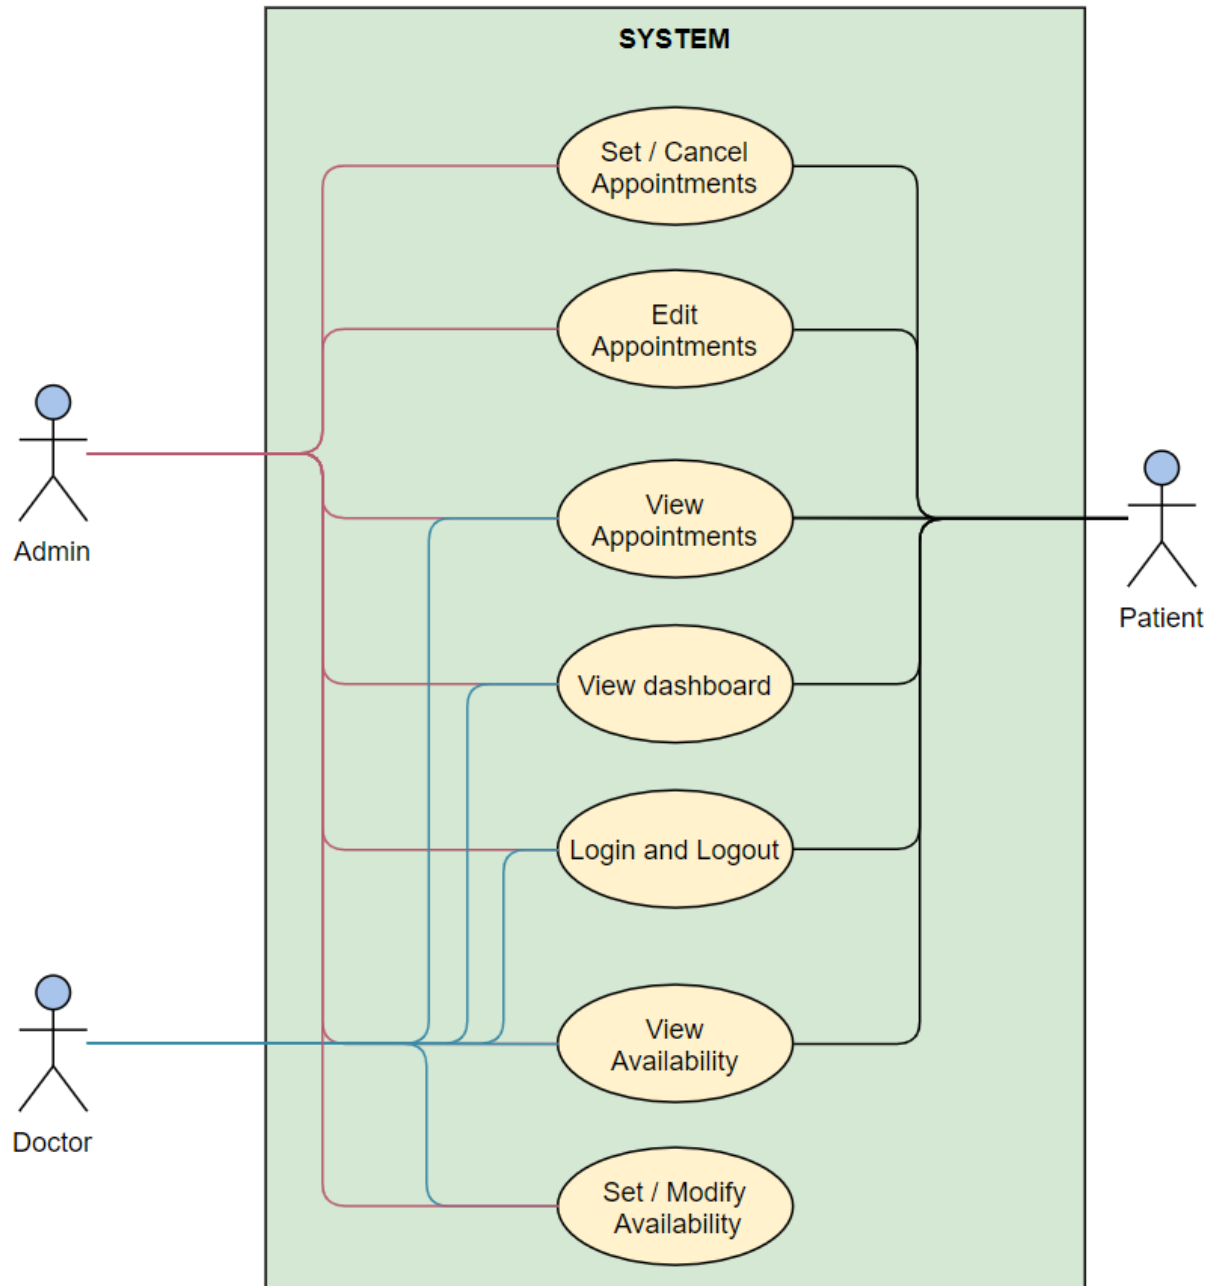 SYSTEM
Set / Cancel
Appointments
Edit
Appointments
View
Appointments
View dashboard
Login and Logout
View
Availability
Set / Modify
Availability
Admin
Doctor
Patient